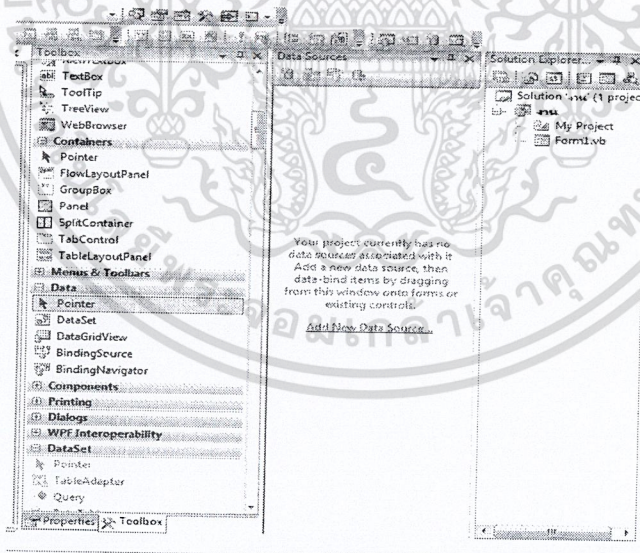 Toolbox
TextBox
ToolTip
TreeView
WebBrowser
Containers
Pointer
FlowLayoutPanel
GroupBox
Panel
SplitContainer
TabControl
TableLayoutPanel
Menus & Toolbars
Data
Pointer
DataSet
DataGridView
BindingSource
BindingNavigator
Components
Printing
Dialogs
WPF Interoperability
DataSet
Pointer
TableAdapter
Query
Properties Toolbox
Data Sources
Your project currently has no
data sources associated with it
Add a new data source, then
data-bind items by dragging
from this window onto forms or
existing controls.
Add New Data Source...
Solution Explorer...
Solution (1 projec
My Project
Form1.vb